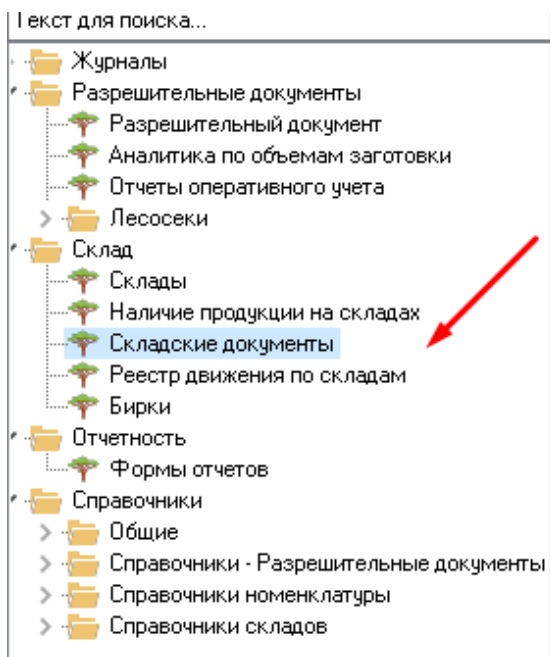 Текст для поиска...
Журналы
Разрешительные документы
Разрешительный документ
Аналитика по объемам заготовки
Отчеты оперативного учета
Лесосеки
Склад
Склады
Наличие продукции на складах
Складские документы
Реестр движения по складам
Бирки
Отчетность
Формы отчетов
Справочники
Общие
Справочники - Разрешительные документы
Справочники номенклатуры
Справочники складов